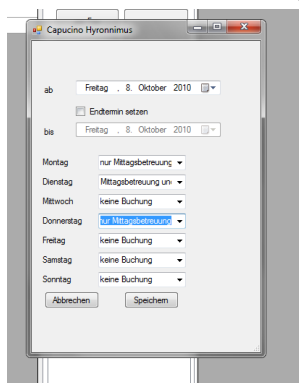 Capucino Hyronnimus
ab Freitag , 8. Oktober 2010
Endtermin setzen
bis Freitag , 8. Oktober 2010
Montag nur Mittagsbetreuung
Dienstag Mittagsbetreuung un
Mittwoch keine Buchung
Donnerstag nur Mittagsbetreuung
Freitag keine Buchung
Samstag keine Buchung
Sonntag keine Buchung
Abbrechen Speichern